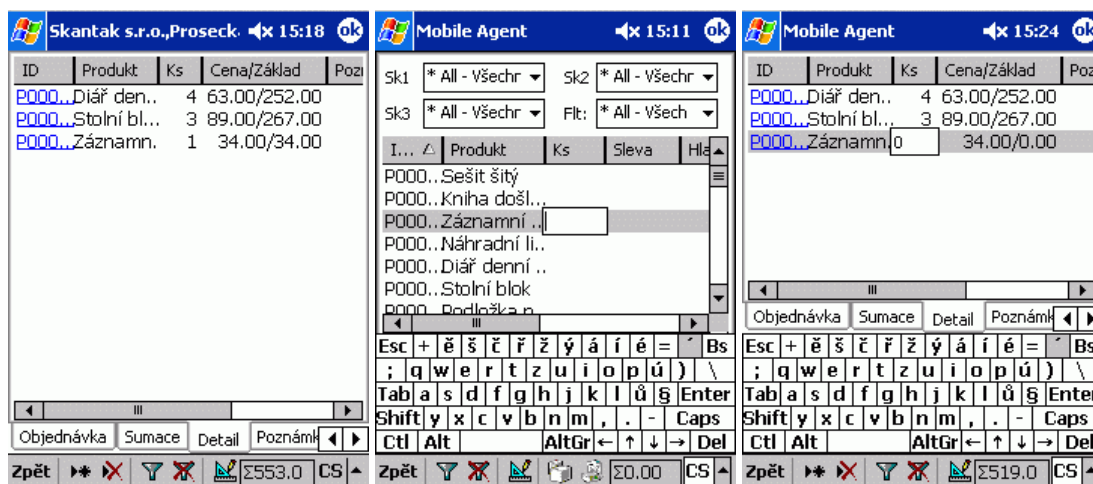 Skantak s.r.o.,Proseck. 15:18 ok
ID Produkt Ks Cena/Základ Pozı
P000...Diář den.. 4 63.00/252.00
P000...Stolní bl... 3 89.00/267.00
P000...Záznamn. 1 34.00/34.00
Objednávka Sumace Detail Poznámk
Zpět Σ553.0 CS
Mobile Agent 15:11 ok
Sk1 * All - Všechr Sk2 * All - Všechr
Sk3 * All - Všechr Flt: * All - Všech
I... Produkt Ks Sleva Hla
P000...Sešit šitý
P000...Kniha došl...
P000...Záznamní ..
P000...Náhradní li..
P000...Diář denní ..
P000...Stolní blok
P000...Podložka p
Esc + ě š č ř ž ý á í é = ´ Bs
; q w e r t z u i o p ú ) \
Tab a s d f g h j k l ů § Enter
Shift y x c v b n m , . - Caps
Ctl Alt AltGr ← ↑ ↓ → Del
Zpět Σ0.00 CS
Mobile Agent 15:24 ok
ID Produkt Ks Cena/Základ Poz
P000...Diář den.. 4 63.00/252.00
P000...Stolní bl... 3 89.00/267.00
P000...Záznamn. 0 34.00/0.00
Objednávka Sumace Detail Poznámk
Esc + ě š č ř ž ý á í é = ´ Bs
; q w e r t z u i o p ú ) \
Tab a s d f g h j k l ů § Enter
Shift y x c v b n m , . - Caps
Ctl Alt AltGr ← ↑ ↓ → Del
Zpět Σ519.0 CS